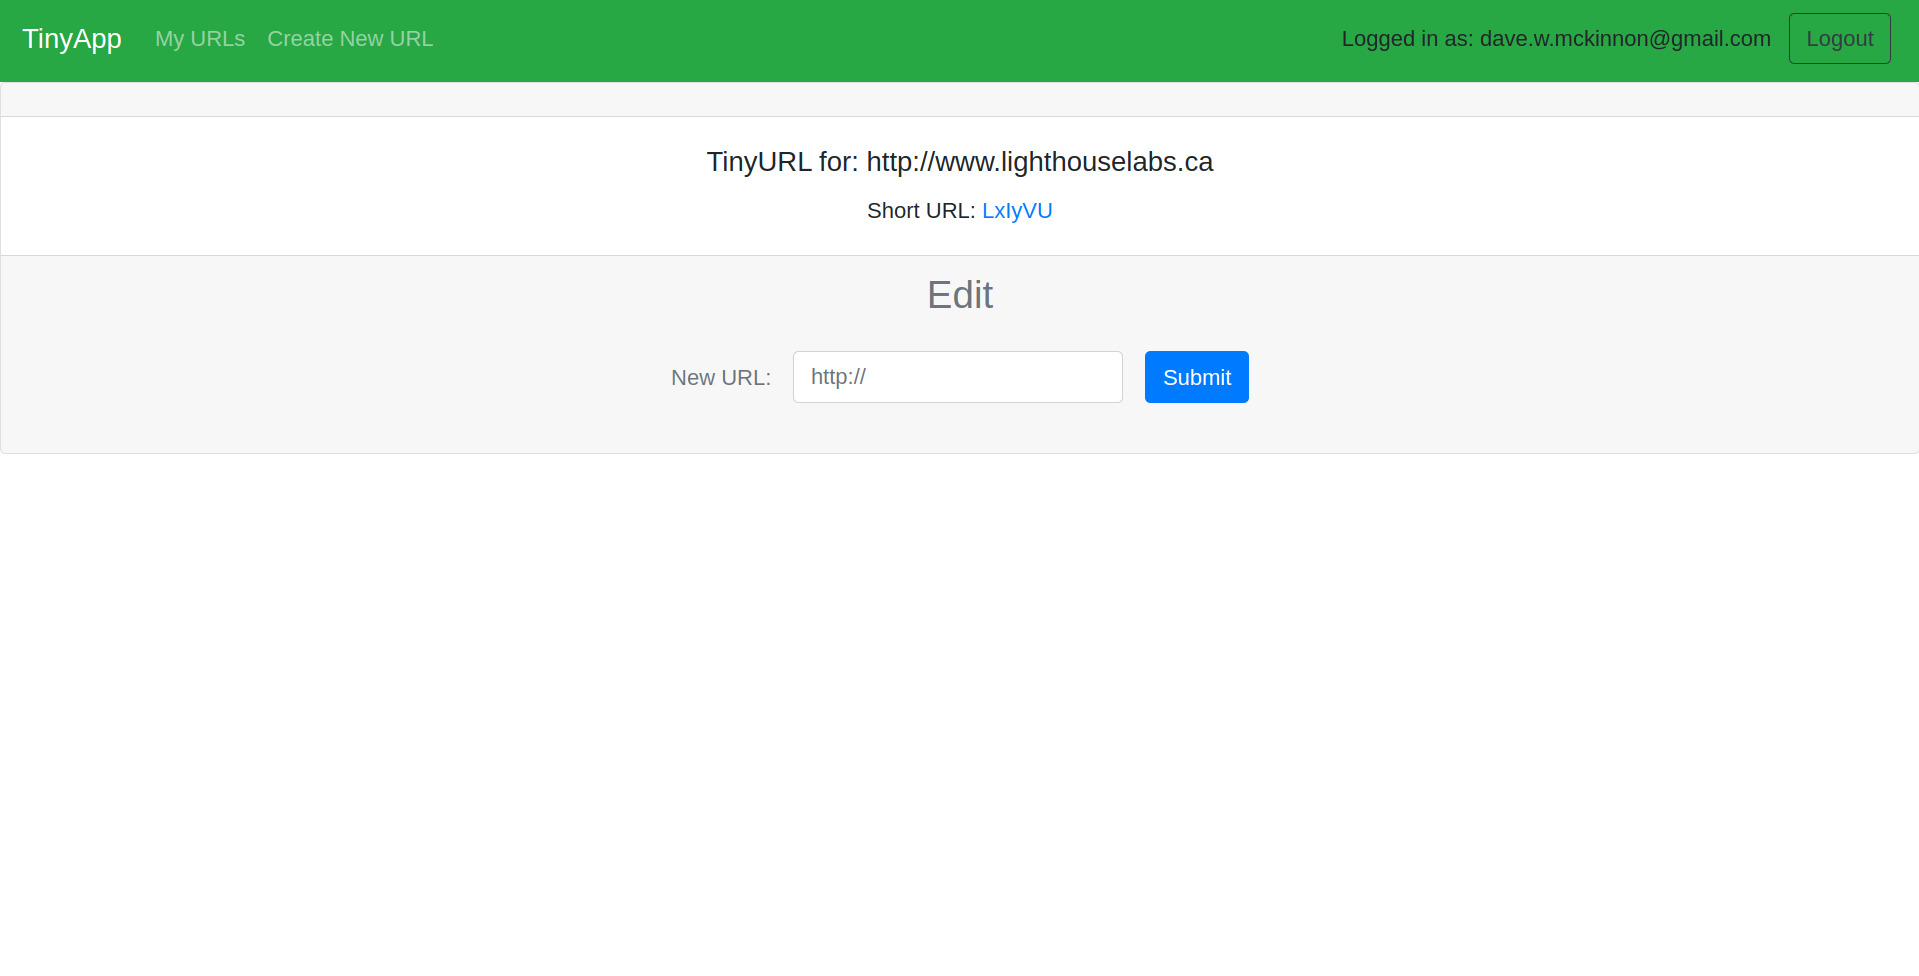 TinyApp My URLs Create New URL Logged in as: dave.w.mckinnon@gmail.com Logout
TinyURL for: http://www.lighthouselabs.ca
Short URL: LxIyVU
Edit
New URL: http:// Submit